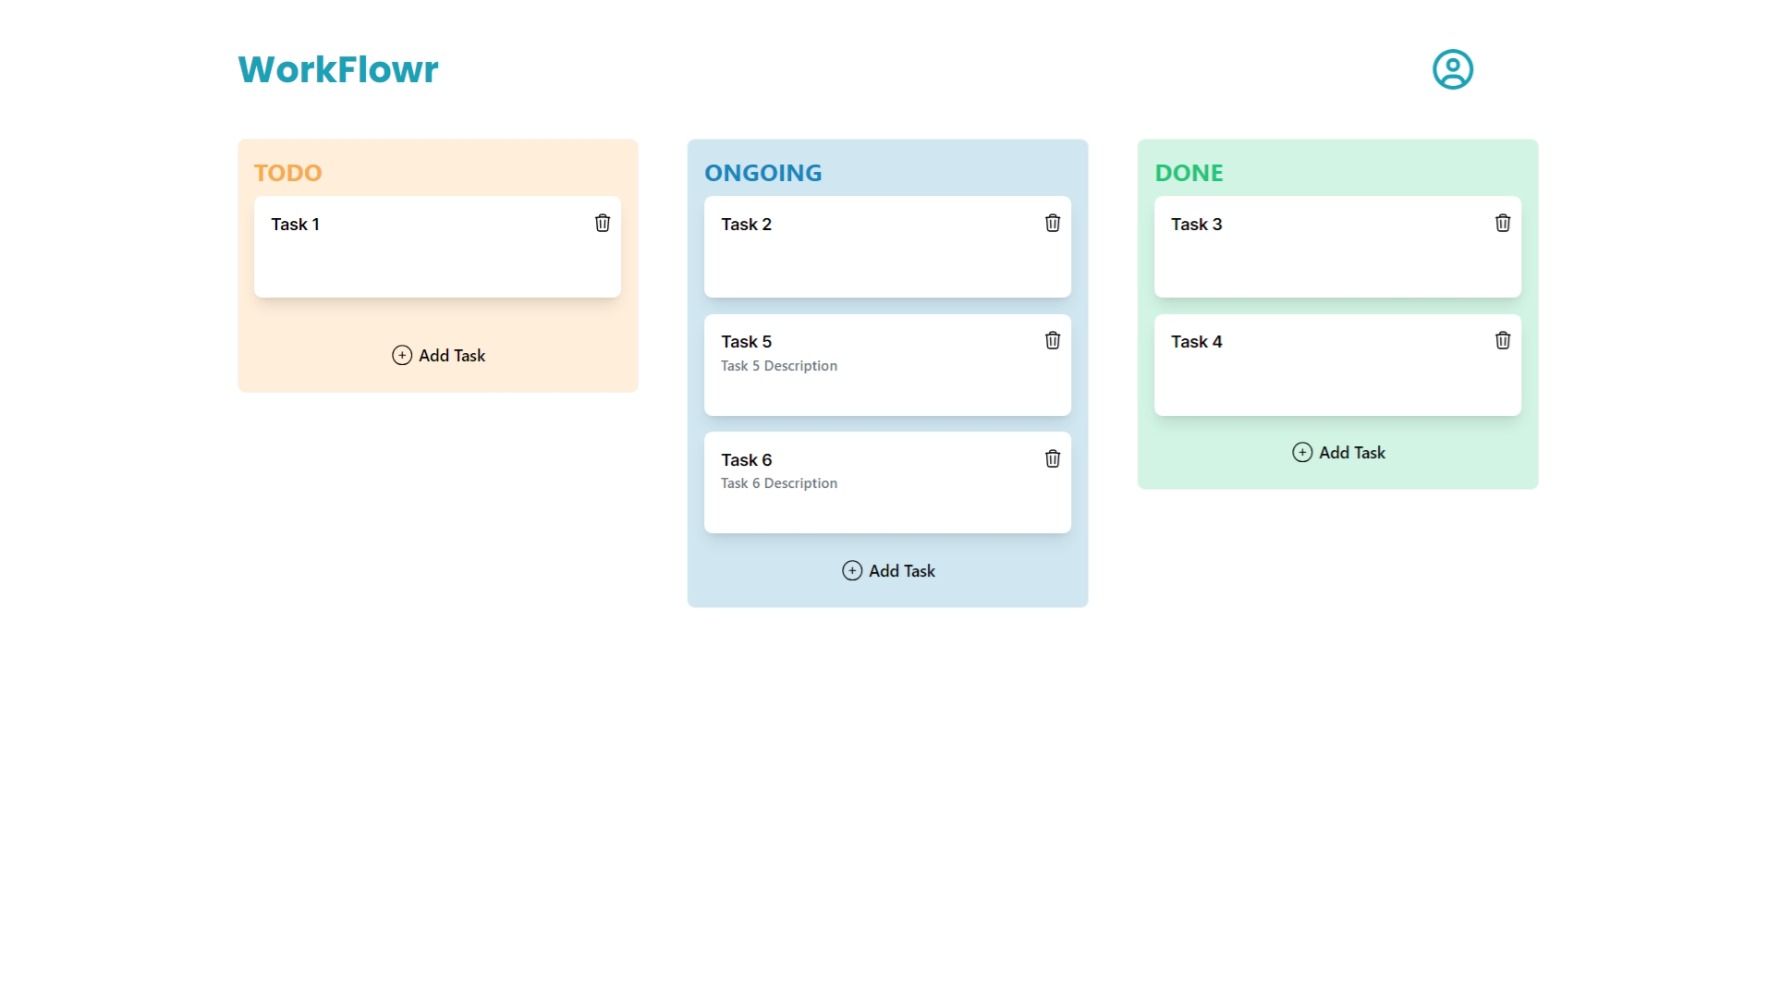 WorkFlowr
TODO
Task 1
Add Task
ONGOING
Task 2
Task 5
Task 5 Description
Task 6
Task 6 Description
Add Task
DONE
Task 3
Task 4
Add Task